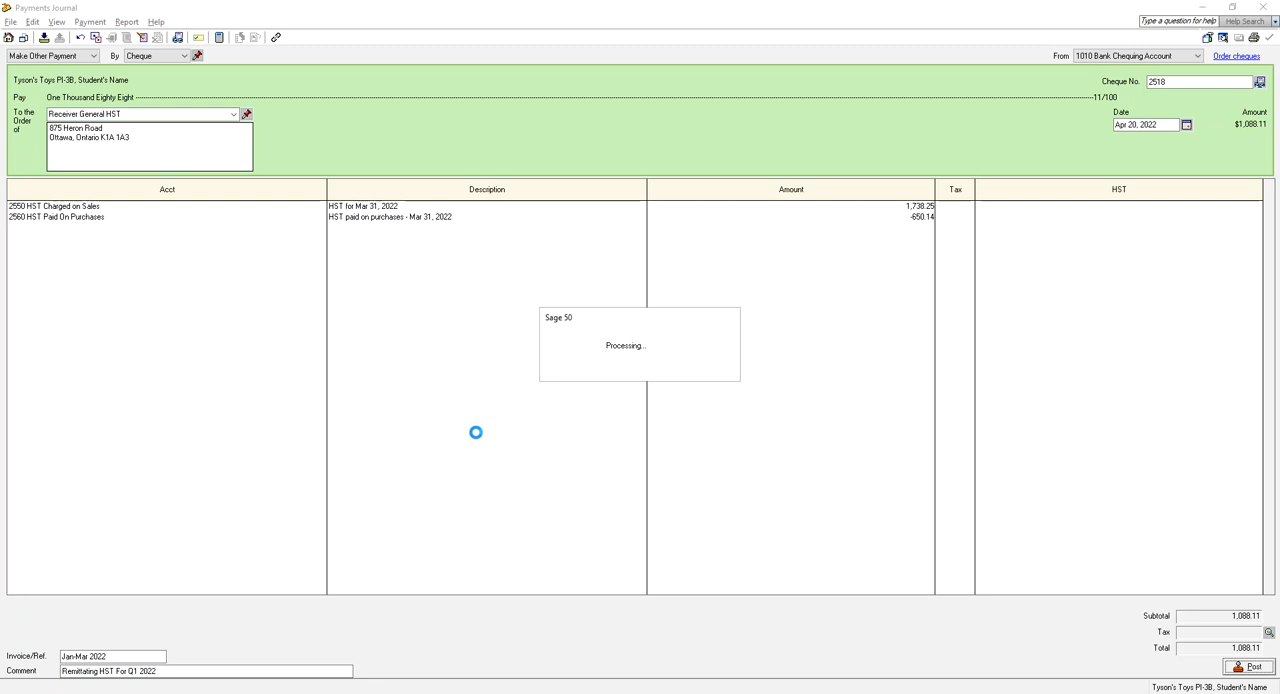 Payments Journal
File Edit View Payment Report Help
Type a question for help Help Search
Make Other Payment By Cheque From 1010 Bank Chequing Account Order cheques
Tyson's Toys PI-3B, Student's Name
Cheque No. 2518
Pay One Thousand Eighty Eight ---------- 11/100
To the Order of Receiver General HST
Date Amount
Apr 20, 2022 $1,088.11
875 Heron Road
Ottawa, Ontario K1A 1A3
Acct Description Amount Tax HST
2550 HST Charged on Sales HST for Mar 31, 2022 1,738.25
2560 HST Paid On Purchases HST paid on purchases - Mar 31, 2022 -650.14
Sage 50
Processing...
Subtotal 1,088.11
Tax
Total 1,088.11
Invoice/Ref. Jan-Mar 2022
Comment Remittating HST For Q1 2022
Post
Tyson's Toys PI-3B, Student's Name